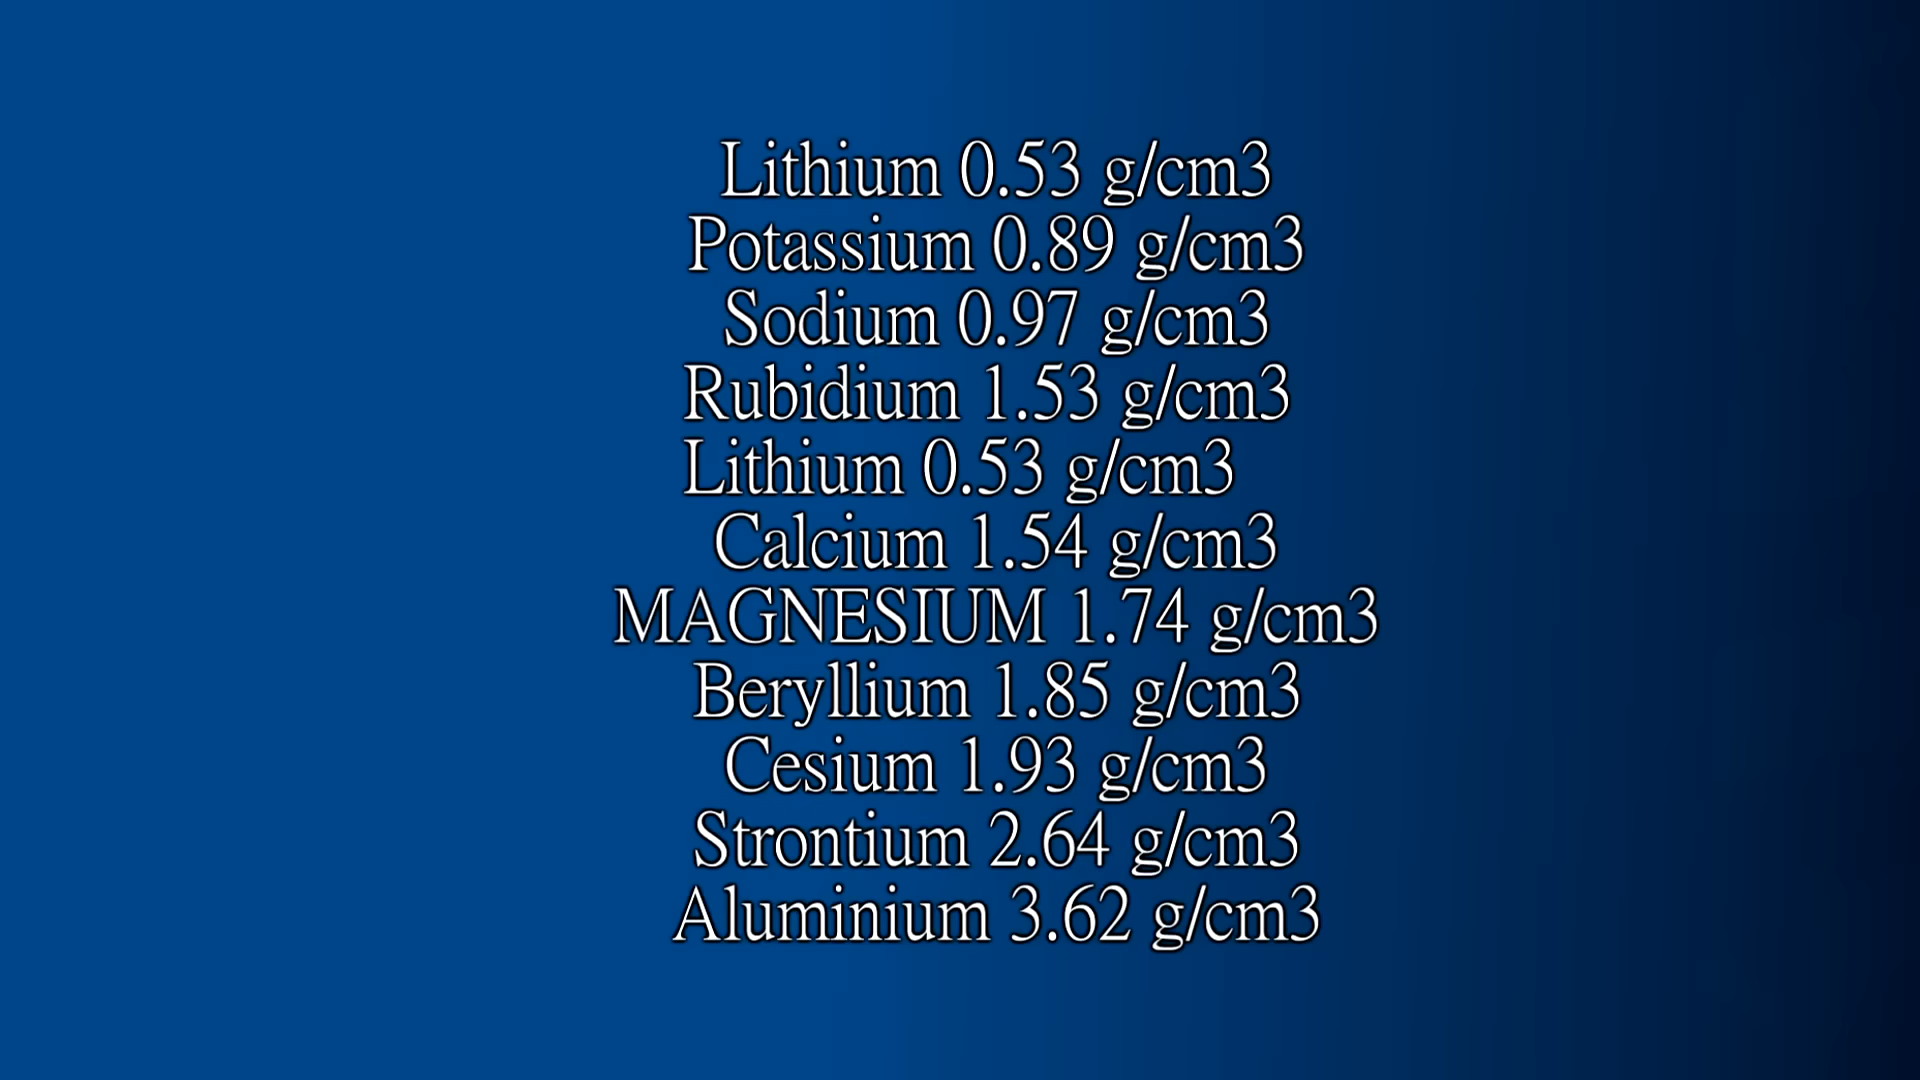 Lithium 0.53 g/cm3
Potassium 0.89 g/cm3
Sodium 0.97 g/cm3
Rubidium 1.53 g/cm3
Lithium 0.53 g/cm3
Calcium 1.54 g/cm3
MAGNESIUM 1.74 g/cm3
Beryllium 1.85 g/cm3
Cesium 1.93 g/cm3
Strontium 2.64 g/cm3
Aluminium 3.62 g/cm3